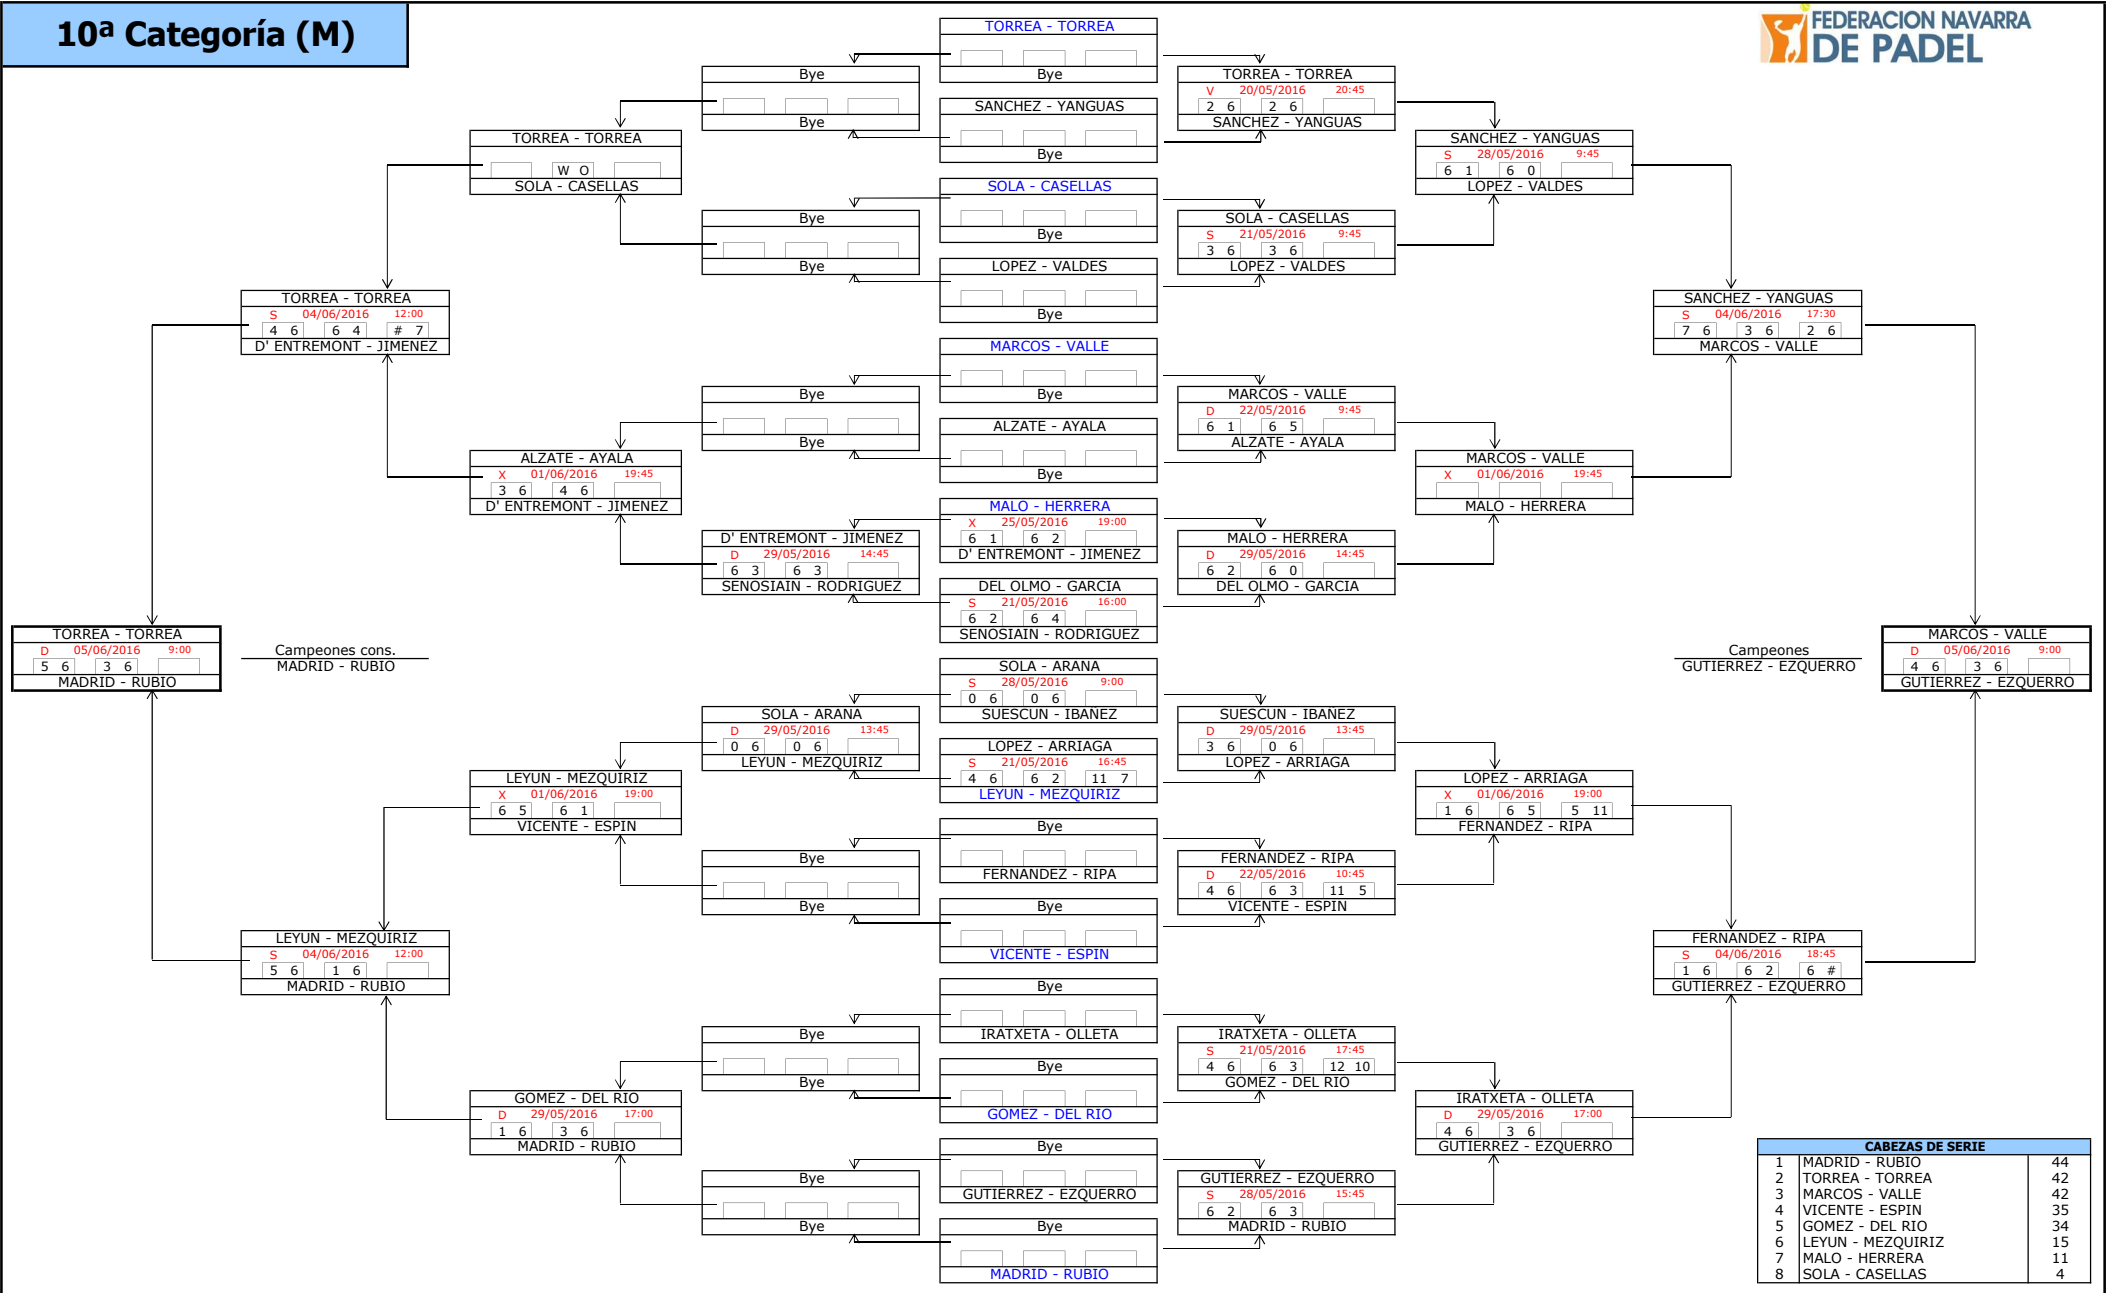 10ª Categoría (M)
FEDERACION NAVARRA
DE PADEL
TORREA - TORREA
Bye
SANCHEZ - YANGUAS
Bye
SOLA - CASELLAS
Bye
LOPEZ - VALDES
Bye
MARCOS - VALLE
Bye
ALZATE - AYALA
Bye
MALO - HERRERA
X 25/05/2016 19:00
6 1 6 2
D' ENTREMONT - JIMENEZ
DEL OLMO - GARCIA
S 21/05/2016 16:00
6 2 6 4
SENOSIAIN - RODRIGUEZ
SOLA - ARANA
S 28/05/2016 9:00
0 6 0 6
SUESCUN - IBAÑEZ
LOPEZ - ARRIAGA
S 21/05/2016 16:45
4 6 6 2 11 7
LEYUN - MEZQUIRIZ
Bye
FERNANDEZ - RIPA
Bye
VICENTE - ESPIN
Bye
IRATXETA - OLLETA
Bye
GOMEZ - DEL RIO
Bye
GUTIERREZ - EZQUERRO
Bye
MADRID - RUBIO
Bye
Bye
Bye
Bye
Bye
Bye
D' ENTREMONT - JIMENEZ
D 29/05/2016 14:45
6 3 6 3
SENOSIAIN - RODRIGUEZ
SOLA - ARANA
D 29/05/2016 13:45
0 6 0 6
LEYUN - MEZQUIRIZ
Bye
Bye
Bye
Bye
Bye
Bye
TORREA - TORREA
W O
SOLA - CASELLAS
ALZATE - AYALA
X 01/06/2016 19:45
3 6 4 6
D' ENTREMONT - JIMENEZ
LEYUN - MEZQUIRIZ
X 01/06/2016 19:00
6 5 6 1
VICENTE - ESPIN
GOMEZ - DEL RIO
D 29/05/2016 17:00
1 6 3 6
MADRID - RUBIO
TORREA - TORREA
S 04/06/2016 12:00
4 6 6 4 # 7
D' ENTREMONT - JIMENEZ
LEYUN - MEZQUIRIZ
S 04/06/2016 12:00
5 6 1 6
MADRID - RUBIO
TORREA - TORREA
D 05/06/2016 9:00
5 6 3 6
MADRID - RUBIO
Campeones cons.
MADRID - RUBIO
TORREA - TORREA
V 20/05/2016 20:45
2 6 2 6
SANCHEZ - YANGUAS
SOLA - CASELLAS
S 21/05/2016 9:45
3 6 3 6
LOPEZ - VALDES
MARCOS - VALLE
D 22/05/2016 9:45
6 1 6 5
ALZATE - AYALA
MALO - HERRERA
D 29/05/2016 14:45
6 2 6 0
DEL OLMO - GARCIA
SUESCUN - IBAÑEZ
D 29/05/2016 13:45
3 6 0 6
LOPEZ - ARRIAGA
FERNANDEZ - RIPA
D 22/05/2016 10:45
4 6 6 3 11 5
VICENTE - ESPIN
IRATXETA - OLLETA
S 21/05/2016 17:45
4 6 6 3 12 10
GOMEZ - DEL RIO
GUTIERREZ - EZQUERRO
S 28/05/2016 15:45
6 2 6 3
MADRID - RUBIO
SANCHEZ - YANGUAS
S 28/05/2016 9:45
6 1 6 0
LOPEZ - VALDES
MARCOS - VALLE
X 01/06/2016 19:45
MALO - HERRERA
LOPEZ - ARRIAGA
X 01/06/2016 19:00
1 6 6 5 5 11
FERNANDEZ - RIPA
IRATXETA - OLLETA
D 29/05/2016 17:00
4 6 3 6
GUTIERREZ - EZQUERRO
SANCHEZ - YANGUAS
S 04/06/2016 17:30
7 6 3 6 2 6
MARCOS - VALLE
FERNANDEZ - RIPA
S 04/06/2016 18:45
1 6 6 2 6 #
GUTIERREZ - EZQUERRO
Campeones
GUTIERREZ - EZQUERRO
MARCOS - VALLE
D 05/06/2016 9:00
4 6 3 6
GUTIERREZ - EZQUERRO
CABEZAS DE SERIE
1 MADRID - RUBIO 44
2 TORREA - TORREA 42
3 MARCOS - VALLE 42
4 VICENTE - ESPIN 35
5 GOMEZ - DEL RIO 34
6 LEYUN - MEZQUIRIZ 15
7 MALO - HERRERA 11
8 SOLA - CASELLAS 4